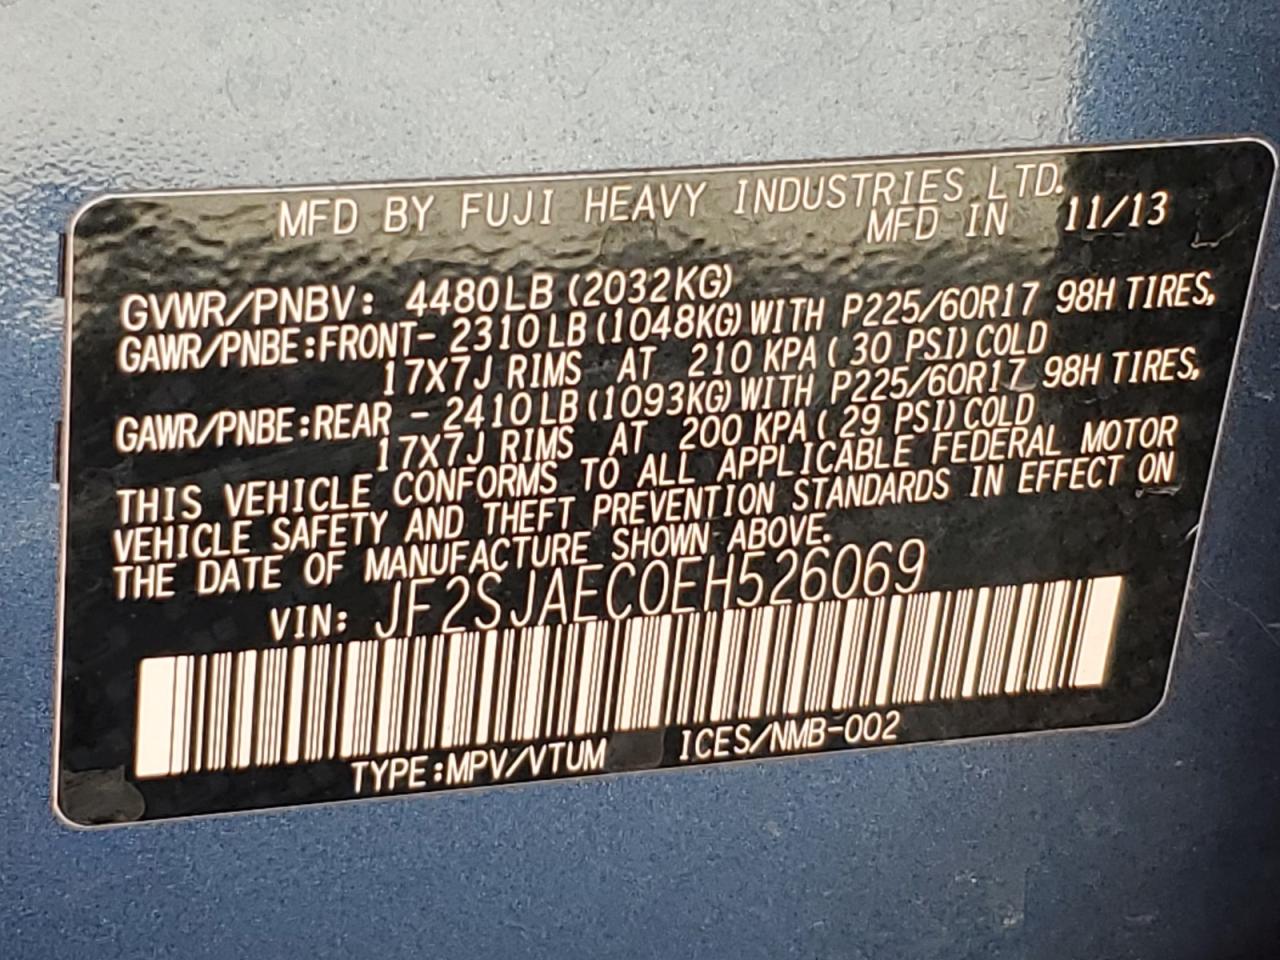 MFD BY FUJI HEAVY INDUSTRIES LTD.
MFD IN 11/13
GVWR/PNBV: 4480LB (2032KG)
GAWR/PNBE:FRONT- 2310LB (1048KG)WITH P225/60R17 98H TIRES,
17X7J RIMS AT 210 KPA( 30 PSI)COLD
GAWR/PNBE:REAR - 2410LB (1093KG)WITH P225/60R17 98H TIRES,
17X7J RIMS AT 200 KPA( 29 PSI)COLD
THIS VEHICLE CONFORMS TO ALL APPLICABLE FEDERAL MOTOR
VEHICLE SAFETY AND THEFT PREVENTION STANDARDS IN EFFECT ON
THE DATE OF MANUFACTURE SHOWN ABOVE.
VIN: JF2SJAEC0EH526069
TYPE:MPV/VTUM ICES/NMB-002